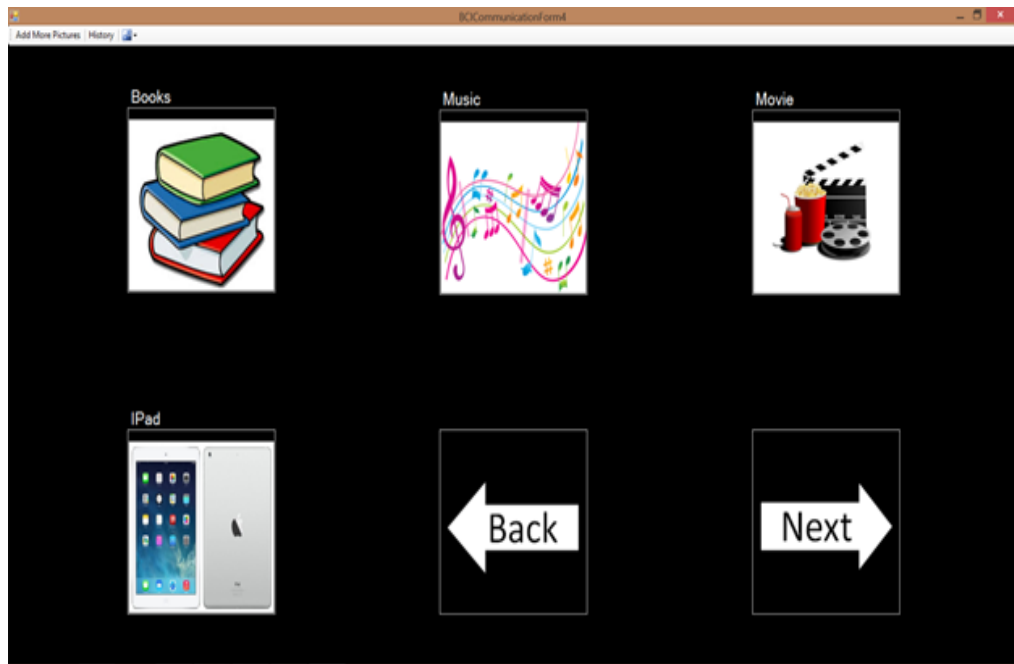 BCICommunicationForm4
Add More Pictures History
Books
Music
Movie
IPad
Back
Next